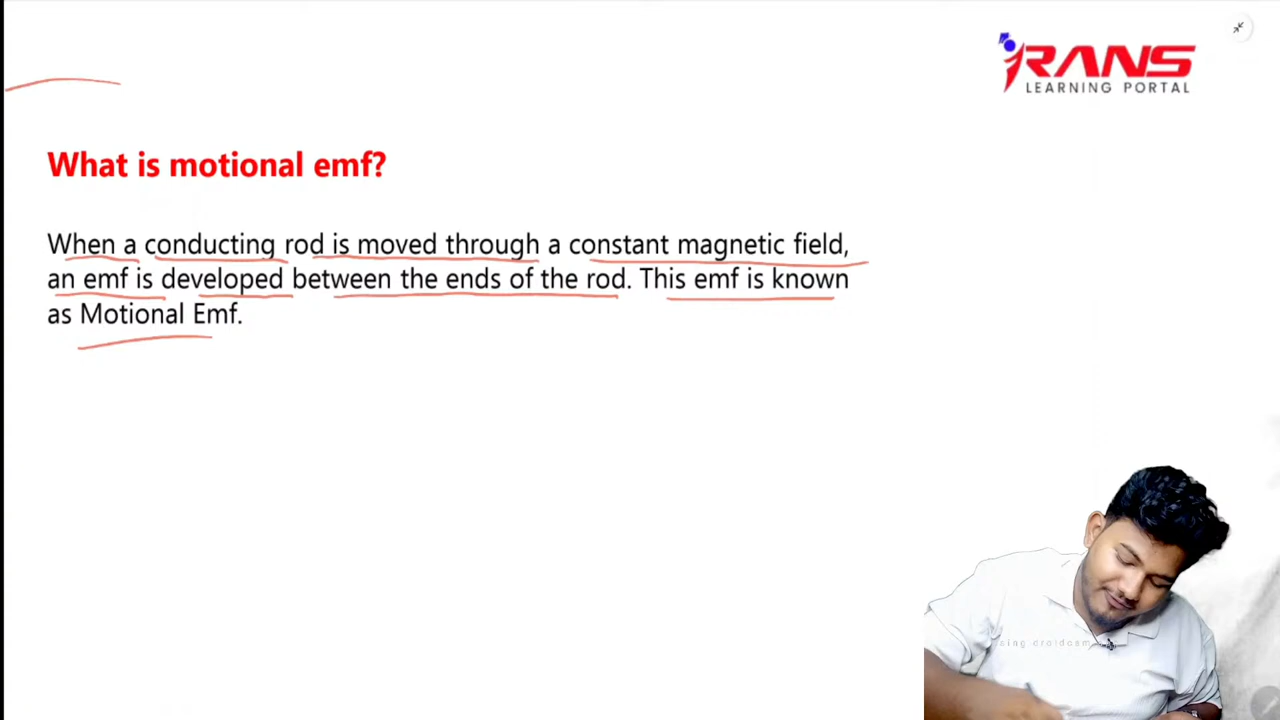 RANS
LEARNING PORTAL
What is motional emf?
When a conducting rod is moved through a constant magnetic field,
an emf is developed between the ends of the rod. This emf is known
as Motional Emf.